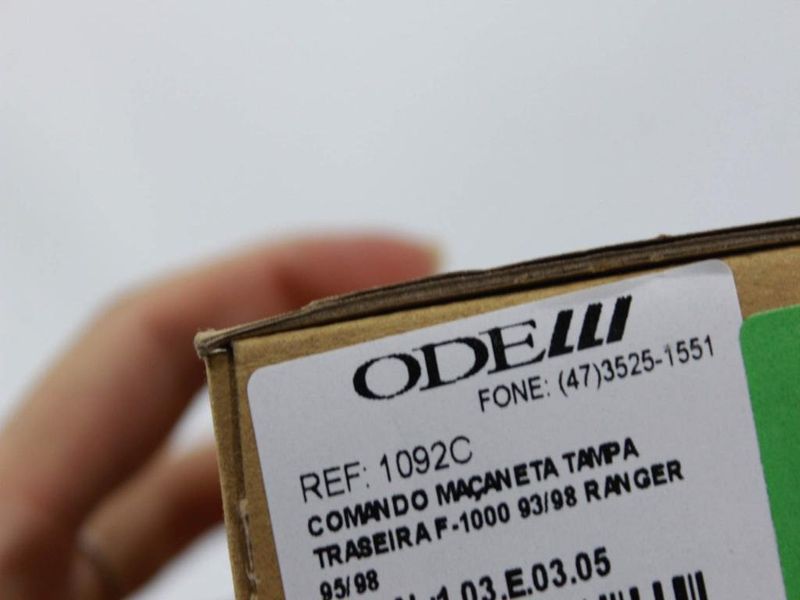 ODElll
FONE: (47)3525-1551
REF: 1092C
COMANDO MAÇANETA TAMPA
TRASEIRA F-1000 93/98 RANGER
95/98
1.03.E.03.05